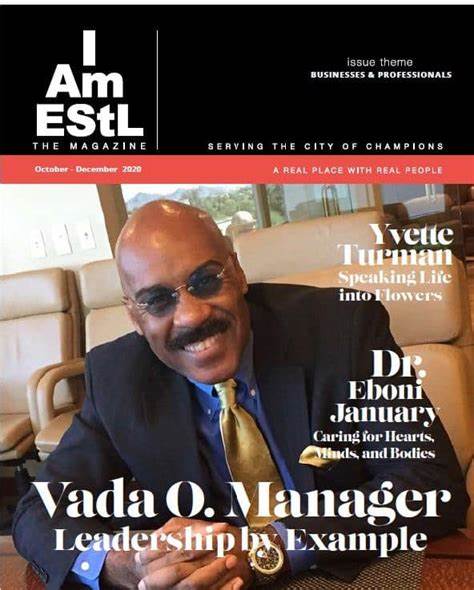 I
Am
EStL
THE MAGAZINE
issue theme
BUSINESSES & PROFESSIONALS
SERVING THE CITY OF CHAMPIONS
October - December 2020
A REAL PLACE WITH REAL PEOPLE
Yvette
Turman
Speaking Life
into Flowers
Dr.
Eboni
January
Caring for Hearts,
Minds, and Bodies
Vada O. Manager
Leadership by Example